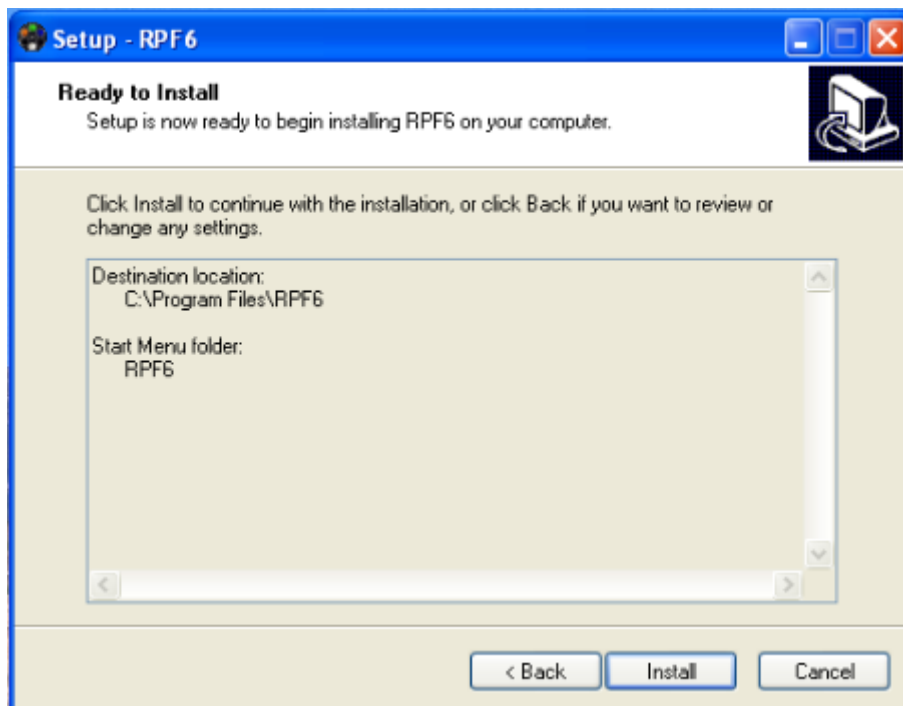 Setup - RPF6
Ready to Install
Setup is now ready to begin installing RPF6 on your computer.
Click Install to continue with the installation, or click Back if you want to review or
change any settings.
Destination location:
C:\Program Files\RPF6
Start Menu folder:
RPF6
< Back Install Cancel